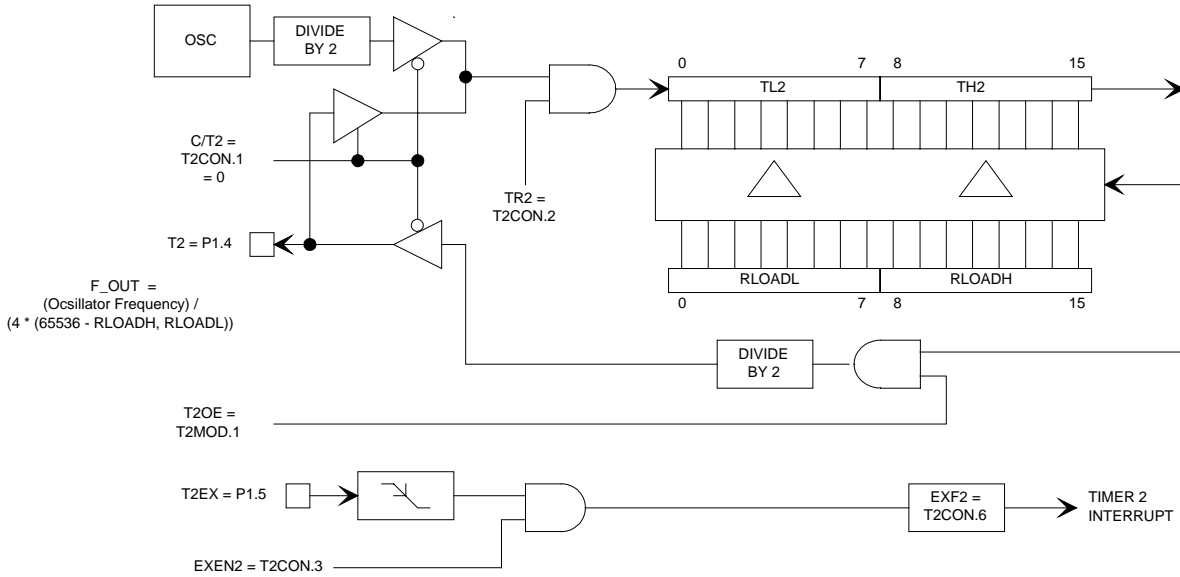 OSC
DIVIDE
BY 2
0
7
8
15
TL2
TH2
C/T2 =
T2CON.1
= 0
TR2 =
T2CON.2
T2 = P1.4
RLOADL
RLOADH
0
7
8
15
F_OUT =
(Ocsillator Frequency) /
(4 * (65536 - RLOADH, RLOADL))
DIVIDE
BY 2
T2OE =
T2MOD.1
T2EX = P1.5
EXF2 =
T2CON.6
TIMER 2
INTERRUPT
EXEN2 = T2CON.3